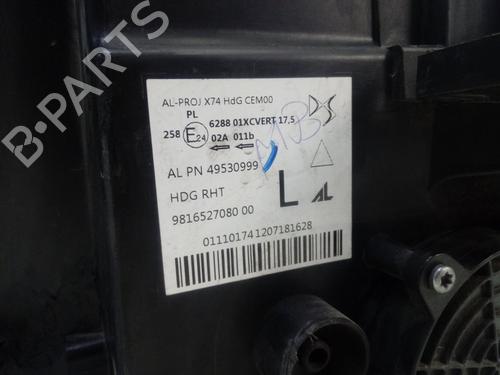 AL-PROJ X74 HdG CEM00
PL
6288 01XCVERT 17,5
258 E24 02A 011b
AL PN 49530999
HDG RHT
9816527080 00
L AL
011101741207181628
DS
B-PARTS